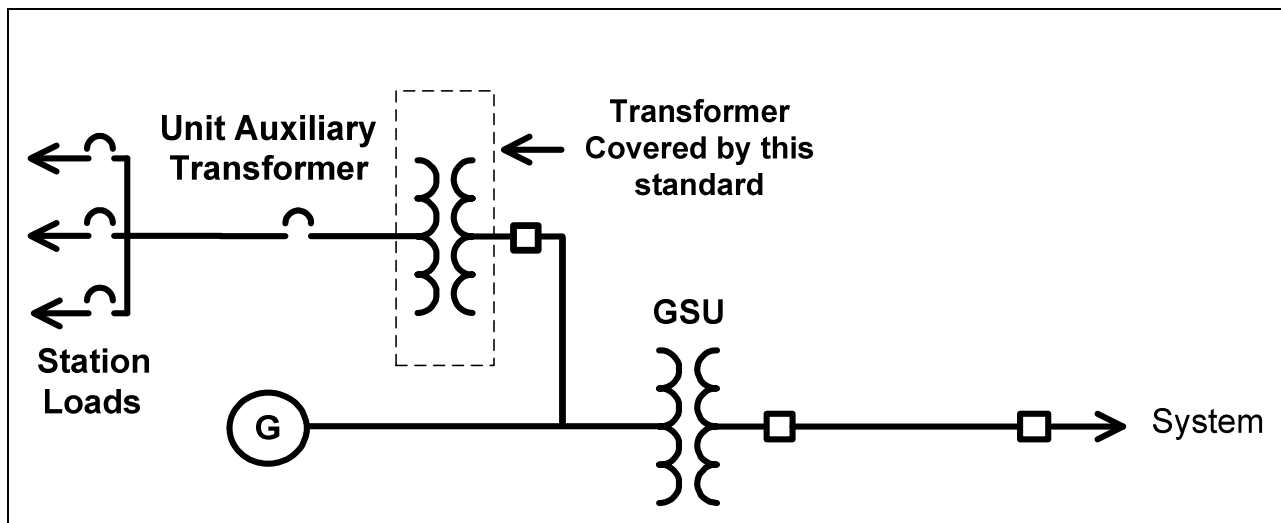 Unit Auxiliary
Transformer
Transformer
Covered by this
standard
GSU
Station
Loads
G
System